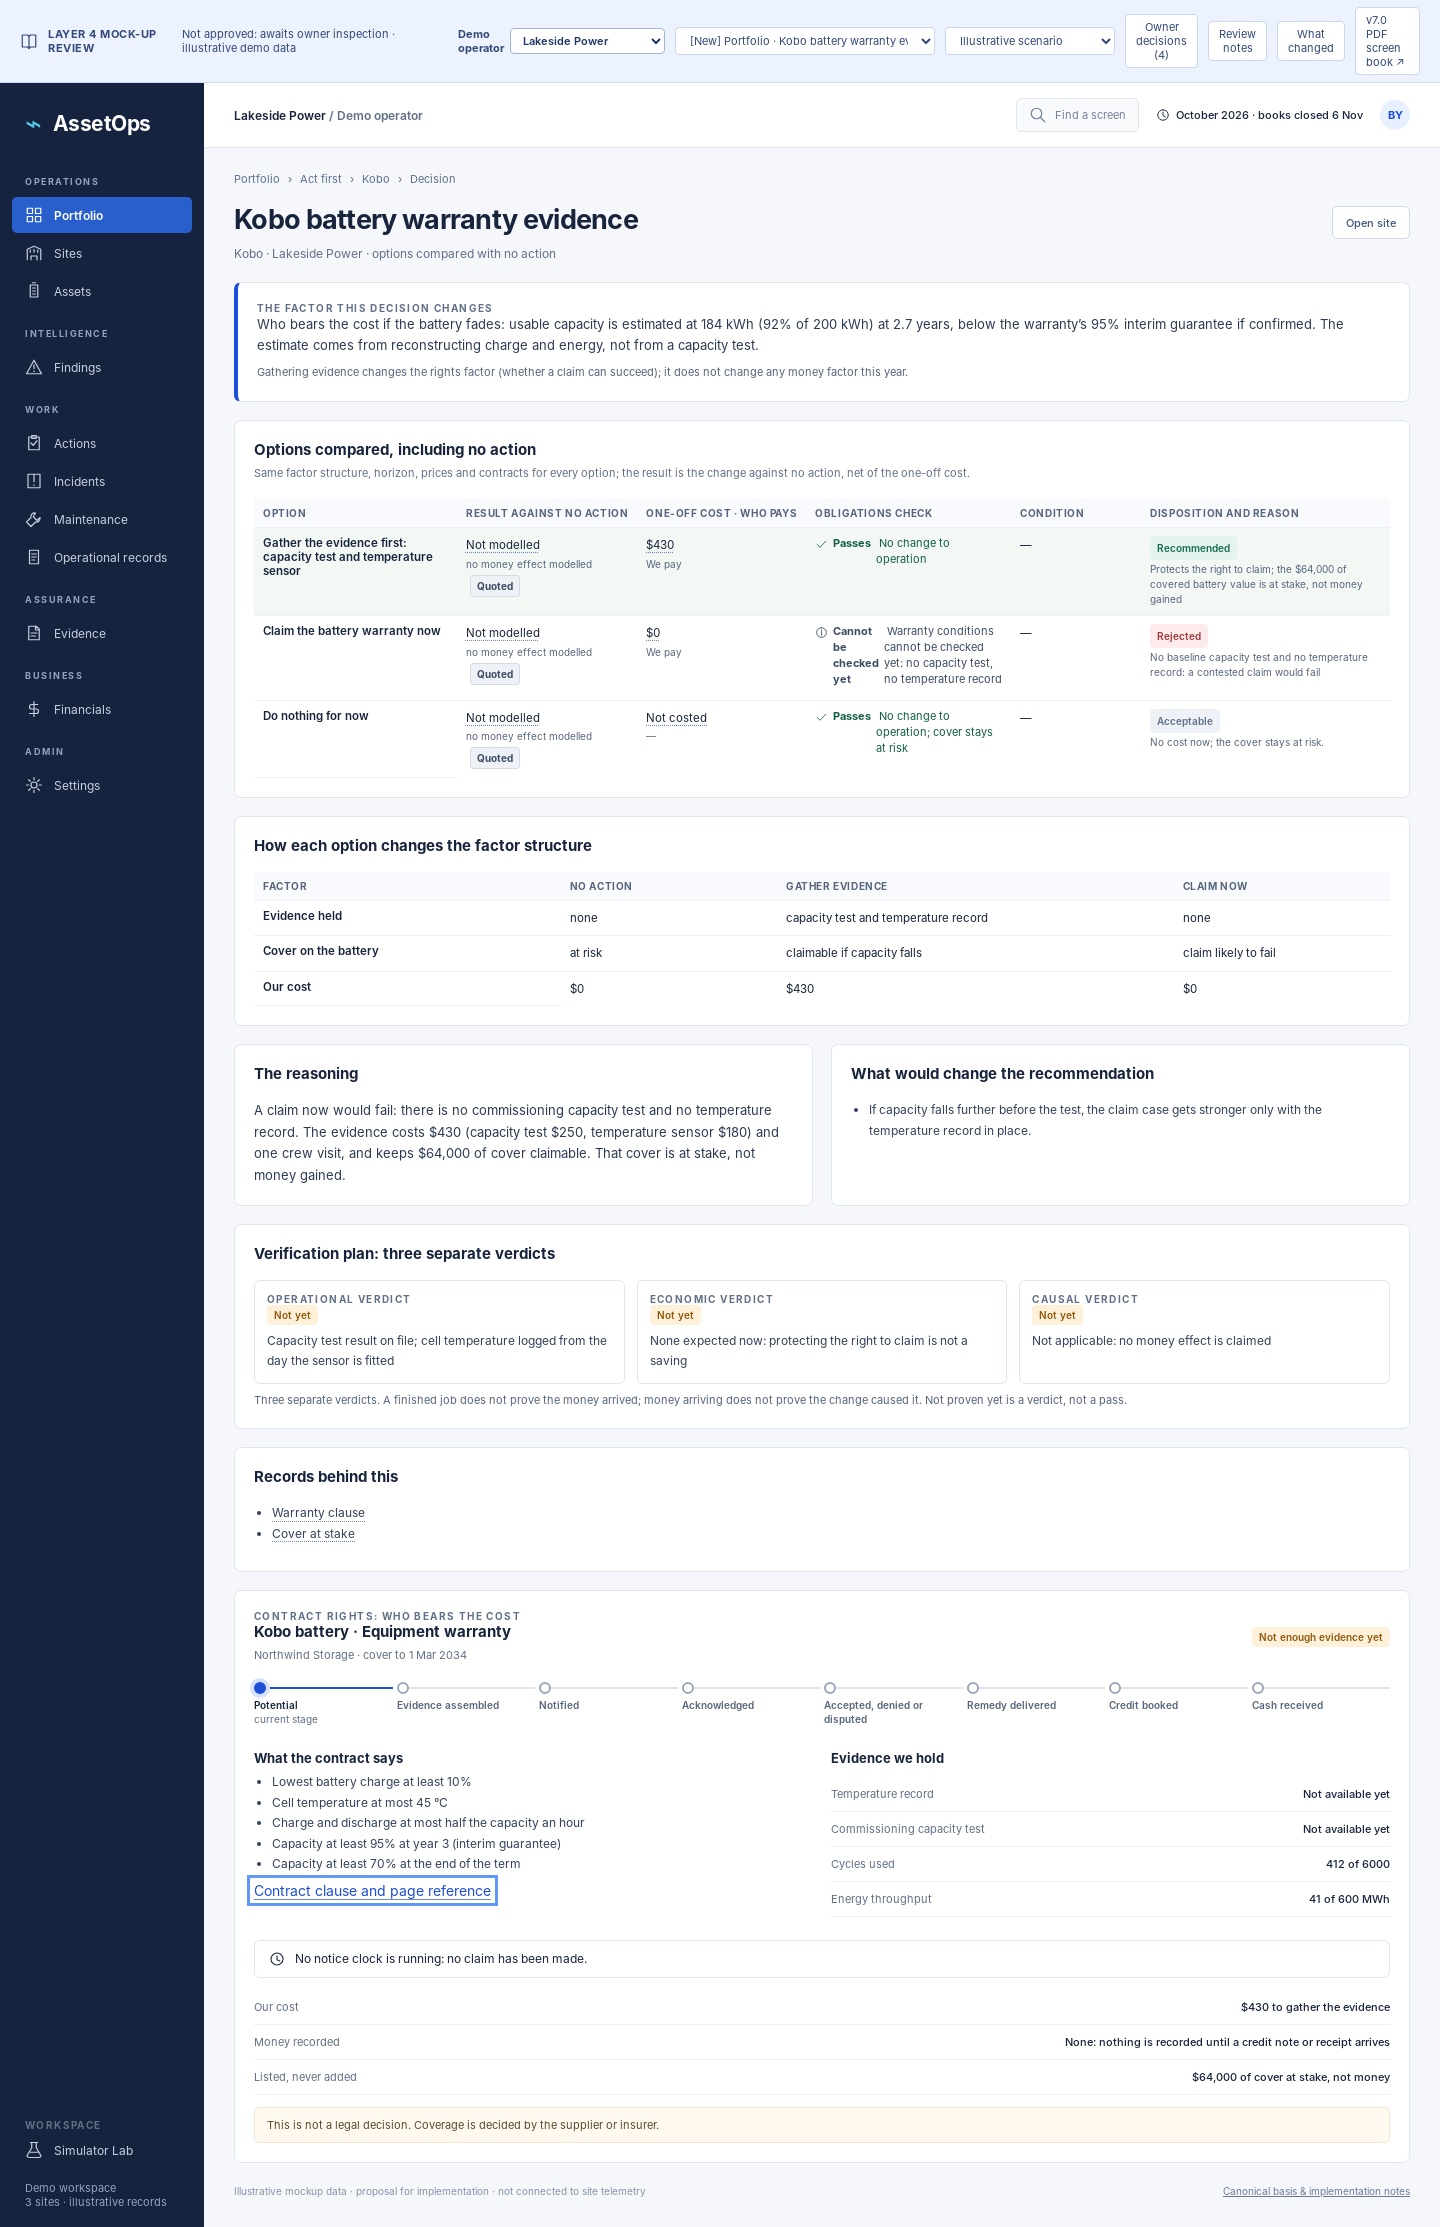 LAYER 4 MOCK-UP
REVIEW
Not approved: awaits owner inspection ·
illustrative demo data
Demo
operator
Lakeside Power
[New] Portfolio · Kobo battery warranty ev
Illustrative scenario
Owner
decisions
(4)
Review
notes
What
changed
v7.0
PDF
screen
book ↗
AssetOps
OPERATIONS
Portfolio
Sites
Assets
INTELLIGENCE
Findings
WORK
Actions
Incidents
Maintenance
Operational records
ASSURANCE
Evidence
BUSINESS
Financials
ADMIN
Settings
WORKSPACE
Simulator Lab
Demo workspace
3 sites · illustrative records
Lakeside Power / Demo operator
Find a screen
October 2026 · books closed 6 Nov
BY
Portfolio › Act first › Kobo › Decision
Kobo battery warranty evidence
Open site
Kobo · Lakeside Power · options compared with no action
THE FACTOR THIS DECISION CHANGES
Who bears the cost if the battery fades: usable capacity is estimated at 184 kWh (92% of 200 kWh) at 2.7 years, below the warranty’s 95% interim guarantee if confirmed. The
estimate comes from reconstructing charge and energy, not from a capacity test.
Gathering evidence changes the rights factor (whether a claim can succeed); it does not change any money factor this year.
Options compared, including no action
Same factor structure, horizon, prices and contracts for every option; the result is the change against no action, net of the one-off cost.
OPTION RESULT AGAINST NO ACTION ONE-OFF COST · WHO PAYS OBLIGATIONS CHECK CONDITION DISPOSITION AND REASON
Gather the evidence first:
capacity test and temperature
sensor
Not modelled
no money effect modelled
Quoted
$430
We pay
Passes No change to
operation
—
Recommended
Protects the right to claim; the $64,000 of
covered battery value is at stake, not money
gained
Claim the battery warranty now
Not modelled
no money effect modelled
Quoted
$0
We pay
Cannot
be
checked
yet
Warranty conditions
cannot be checked
yet: no capacity test,
no temperature record
—
Rejected
No baseline capacity test and no temperature
record: a contested claim would fail
Do nothing for now
Not modelled
no money effect modelled
Quoted
Not costed
—
Passes No change to
operation; cover stays
at risk
—
Acceptable
No cost now; the cover stays at risk.
How each option changes the factor structure
FACTOR NO ACTION GATHER EVIDENCE CLAIM NOW
Evidence held none capacity test and temperature record none
Cover on the battery at risk claimable if capacity falls claim likely to fail
Our cost $0 $430 $0
The reasoning
A claim now would fail: there is no commissioning capacity test and no temperature
record. The evidence costs $430 (capacity test $250, temperature sensor $180) and
one crew visit, and keeps $64,000 of cover claimable. That cover is at stake, not
money gained.
What would change the recommendation
• If capacity falls further before the test, the claim case gets stronger only with the
temperature record in place.
Verification plan: three separate verdicts
OPERATIONAL VERDICT
Not yet
Capacity test result on file; cell temperature logged from the
day the sensor is fitted
ECONOMIC VERDICT
Not yet
None expected now: protecting the right to claim is not a
saving
CAUSAL VERDICT
Not yet
Not applicable: no money effect is claimed
Three separate verdicts. A finished job does not prove the money arrived; money arriving does not prove the change caused it. Not proven yet is a verdict, not a pass.
Records behind this
• Warranty clause
• Cover at stake
CONTRACT RIGHTS: WHO BEARS THE COST
Kobo battery · Equipment warranty
Northwind Storage · cover to 1 Mar 2034
Not enough evidence yet
Potential
current stage
Evidence assembled
Notified
Acknowledged
Accepted, denied or
disputed
Remedy delivered
Credit booked
Cash received
What the contract says
• Lowest battery charge at least 10%
• Cell temperature at most 45 °C
• Charge and discharge at most half the capacity an hour
• Capacity at least 95% at year 3 (interim guarantee)
• Capacity at least 70% at the end of the term
Contract clause and page reference
Evidence we hold
Temperature record Not available yet
Commissioning capacity test Not available yet
Cycles used 412 of 6000
Energy throughput 41 of 600 MWh
No notice clock is running: no claim has been made.
Our cost $430 to gather the evidence
Money recorded None: nothing is recorded until a credit note or receipt arrives
Listed, never added $64,000 of cover at stake, not money
This is not a legal decision. Coverage is decided by the supplier or insurer.
Illustrative mockup data · proposal for implementation · not connected to site telemetry
Canonical basis & implementation notes